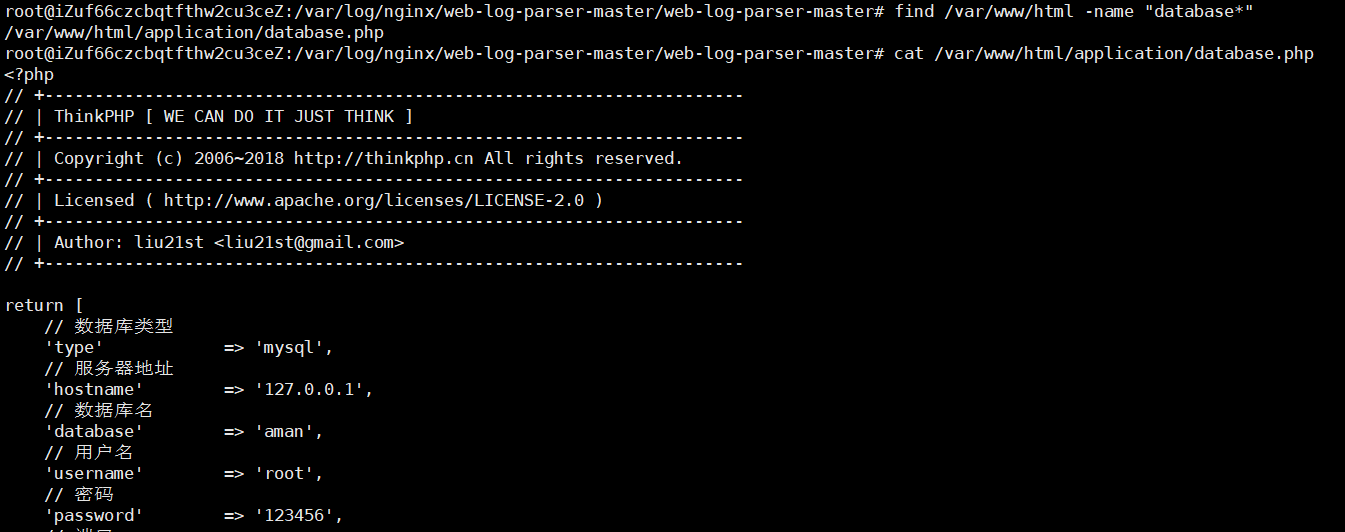 root@iZuf66czcbqtfthw2cu3ceZ:/var/log/nginx/web-log-parser-master/web-log-parser-master# find /var/www/html -name "database*"
/var/www/html/application/database.php
root@iZuf66czcbqtfthw2cu3ceZ:/var/log/nginx/web-log-parser-master/web-log-parser-master# cat /var/www/html/application/database.php
<?php
// +----------------------------------------------------------------------
// | ThinkPHP [ WE CAN DO IT JUST THINK ]
// +----------------------------------------------------------------------
// | Copyright (c) 2006~2018 http://thinkphp.cn All rights reserved.
// +----------------------------------------------------------------------
// | Licensed ( http://www.apache.org/licenses/LICENSE-2.0 )
// +----------------------------------------------------------------------
// | Author: liu21st <liu21st@gmail.com>
// +----------------------------------------------------------------------
return [
    // 数据库类型
    'type'            => 'mysql',
    // 服务器地址
    'hostname'        => '127.0.0.1',
    // 数据库名
    'database'        => 'aman',
    // 用户名
    'username'        => 'root',
    // 密码
    'password'        => '123456',